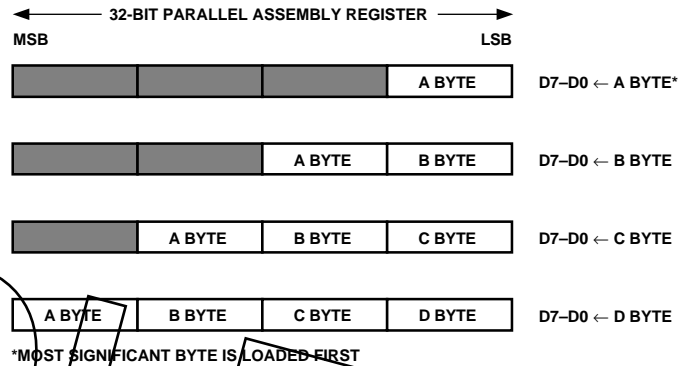 32-BIT PARALLEL ASSEMBLY REGISTER
MSB LSB
A BYTE D7–D0 ← A BYTE*
A BYTE B BYTE D7–D0 ← B BYTE
A BYTE B BYTE C BYTE D7–D0 ← C BYTE
A BYTE B BYTE C BYTE D BYTE D7–D0 ← D BYTE
*MOST SIGNIFICANT BYTE IS LOADED FIRST